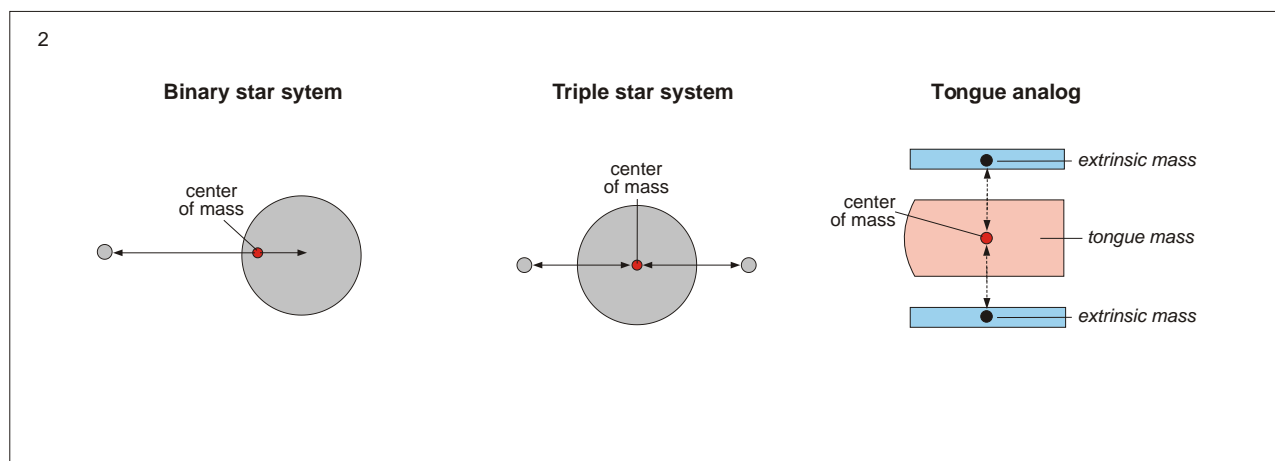 2
Binary star sytem
Triple star system
Tongue analog
center
of mass
center
of mass
center
of mass
extrinsic mass
tongue mass
extrinsic mass